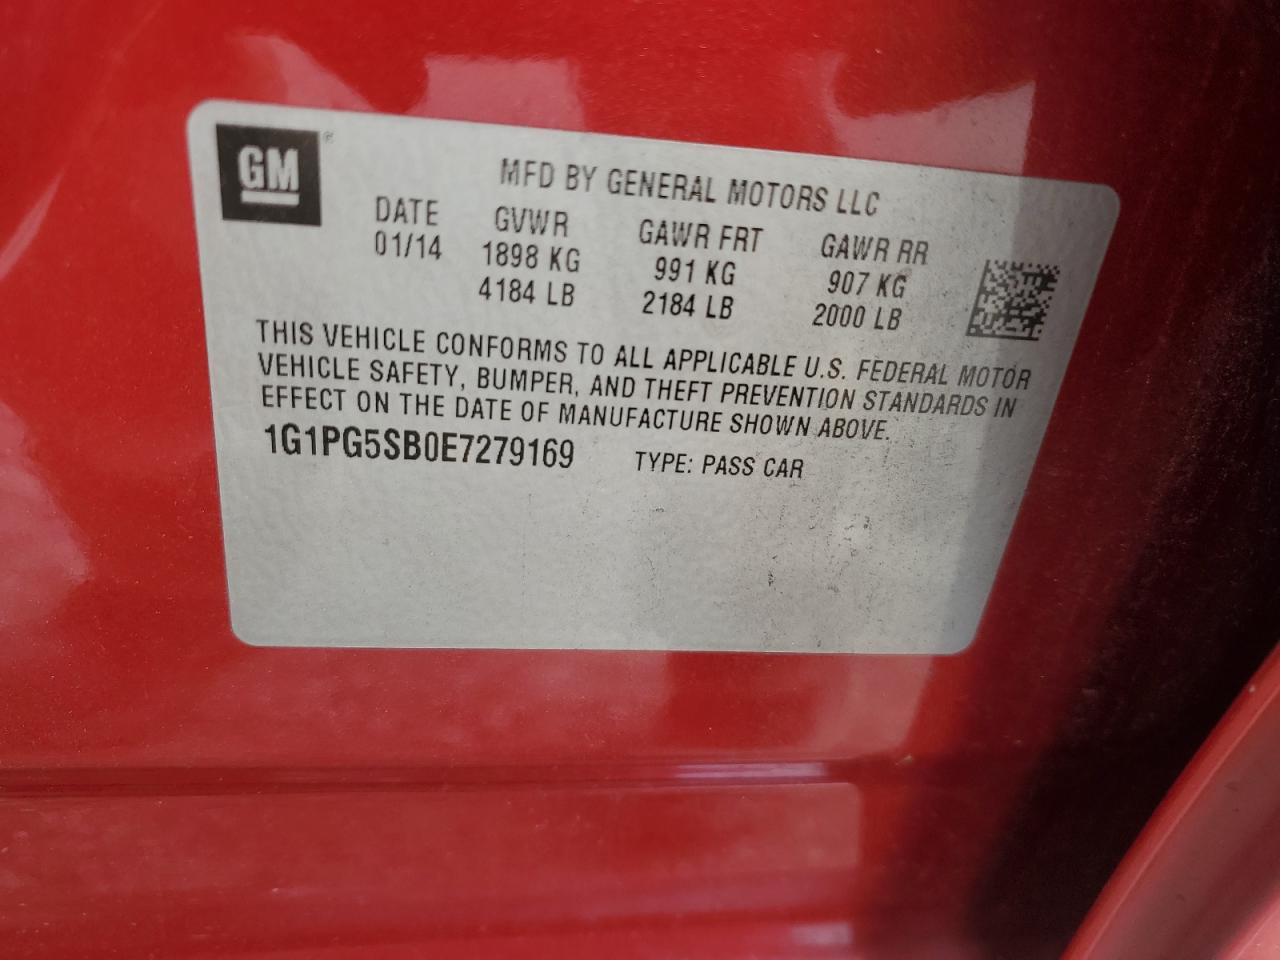 GM
MFD BY GENERAL MOTORS LLC
DATE GVWR GAWR FRT GAWR RR
01/14 1898 KG 991 KG 907 KG
4184 LB 2184 LB 2000 LB
THIS VEHICLE CONFORMS TO ALL APPLICABLE U.S. FEDERAL MOTOR
VEHICLE SAFETY, BUMPER, AND THEFT PREVENTION STANDARDS IN
EFFECT ON THE DATE OF MANUFACTURE SHOWN ABOVE.
1G1PG5SB0E7279169 TYPE: PASS CAR